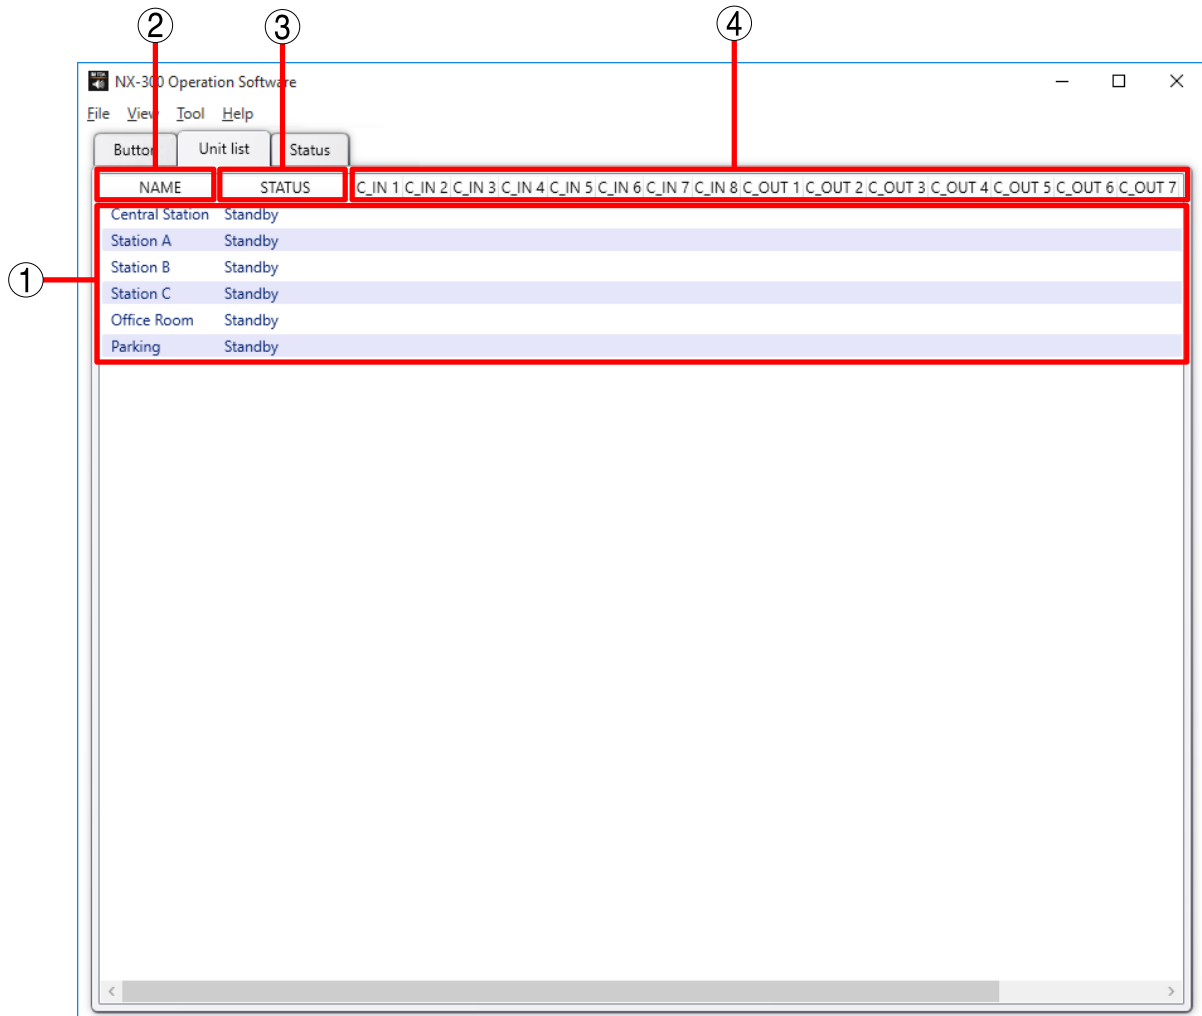 ② ③ ④
NX-300 Operation Software
File View Tool Help
Button Unit list Status
NAME STATUS C_IN 1 C_IN 2 C_IN 3 C_IN 4 C_IN 5 C_IN 6 C_IN 7 C_IN 8 C_OUT 1 C_OUT 2 C_OUT 3 C_OUT 4 C_OUT 5 C_OUT 6 C_OUT 7
Central Station Standby
Station A Standby
Station B Standby
①
Station C Standby
Office Room Standby
Parking Standby